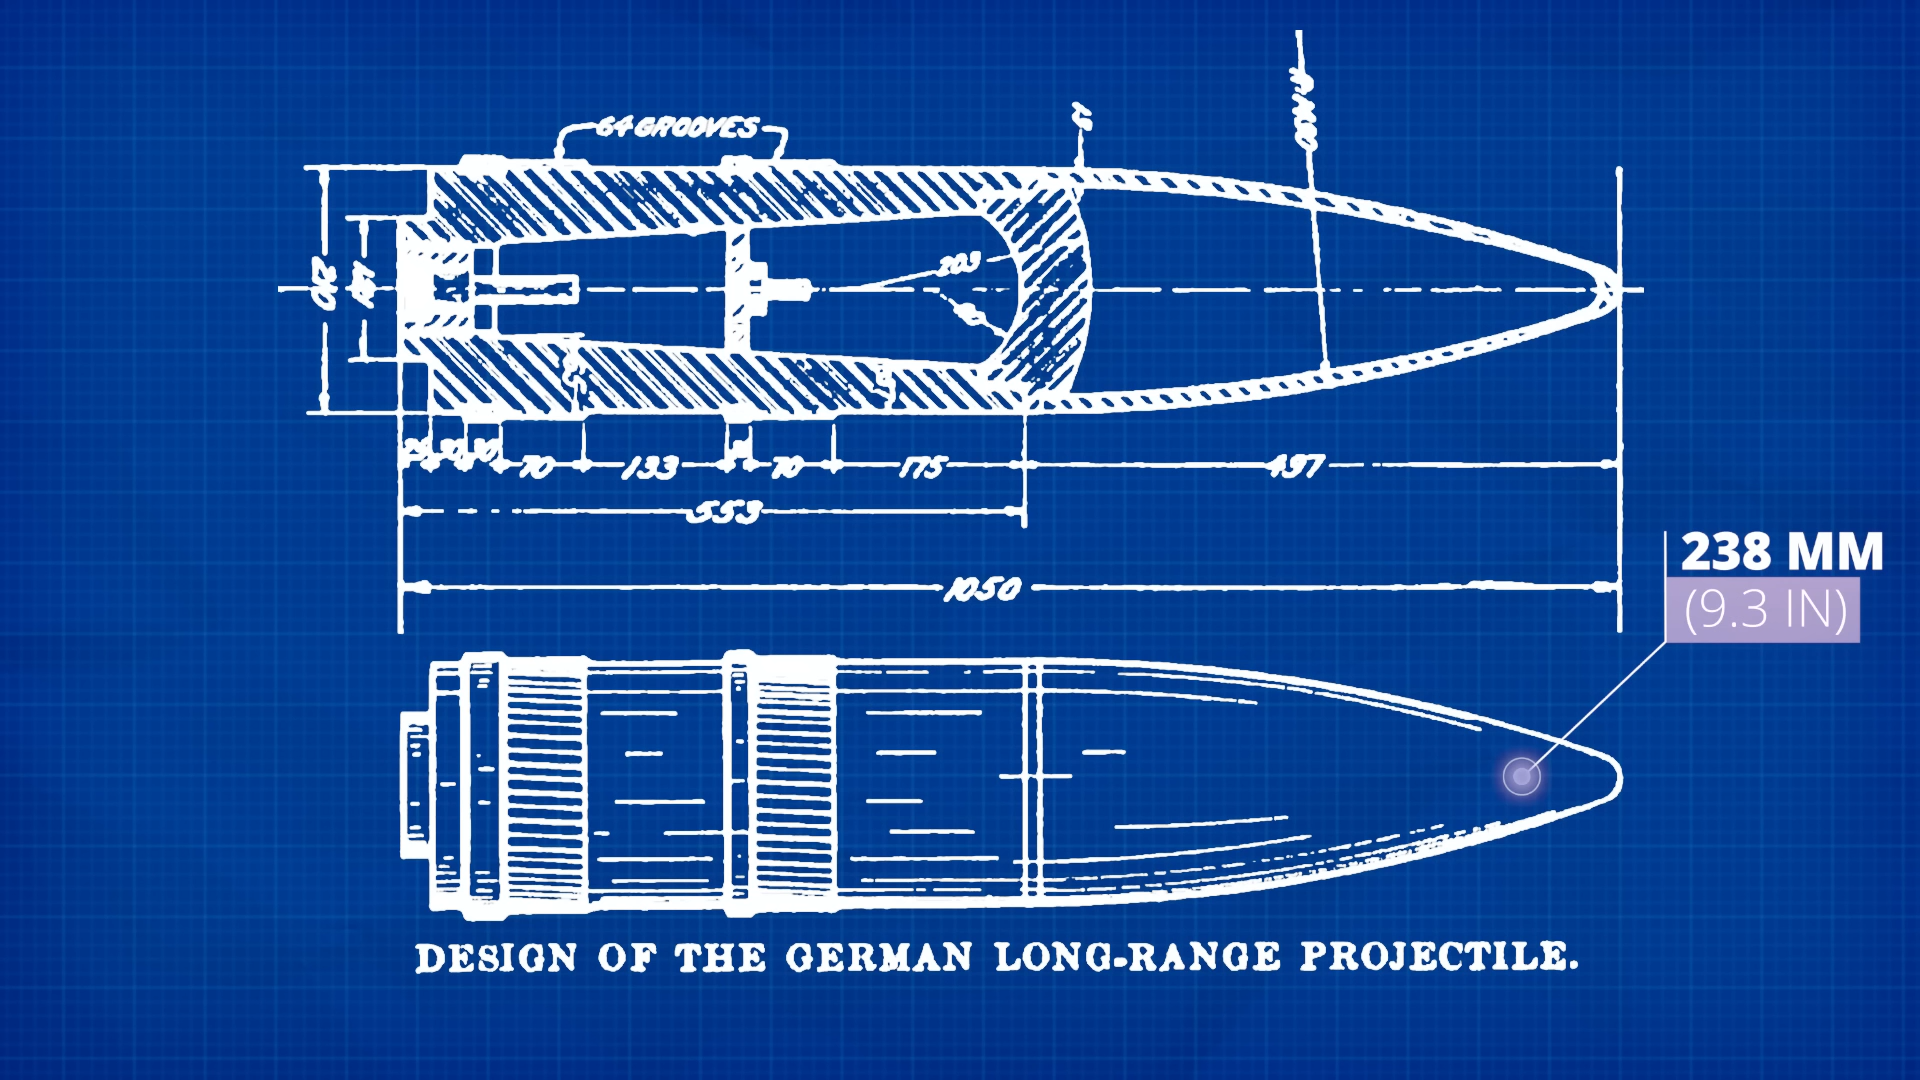 64 GROOVES
210
203
70
133
70
175
497
553
1050
238 MM
(9.3 IN)
DESIGN OF THE GERMAN LONG-RANGE PROJECTILE.